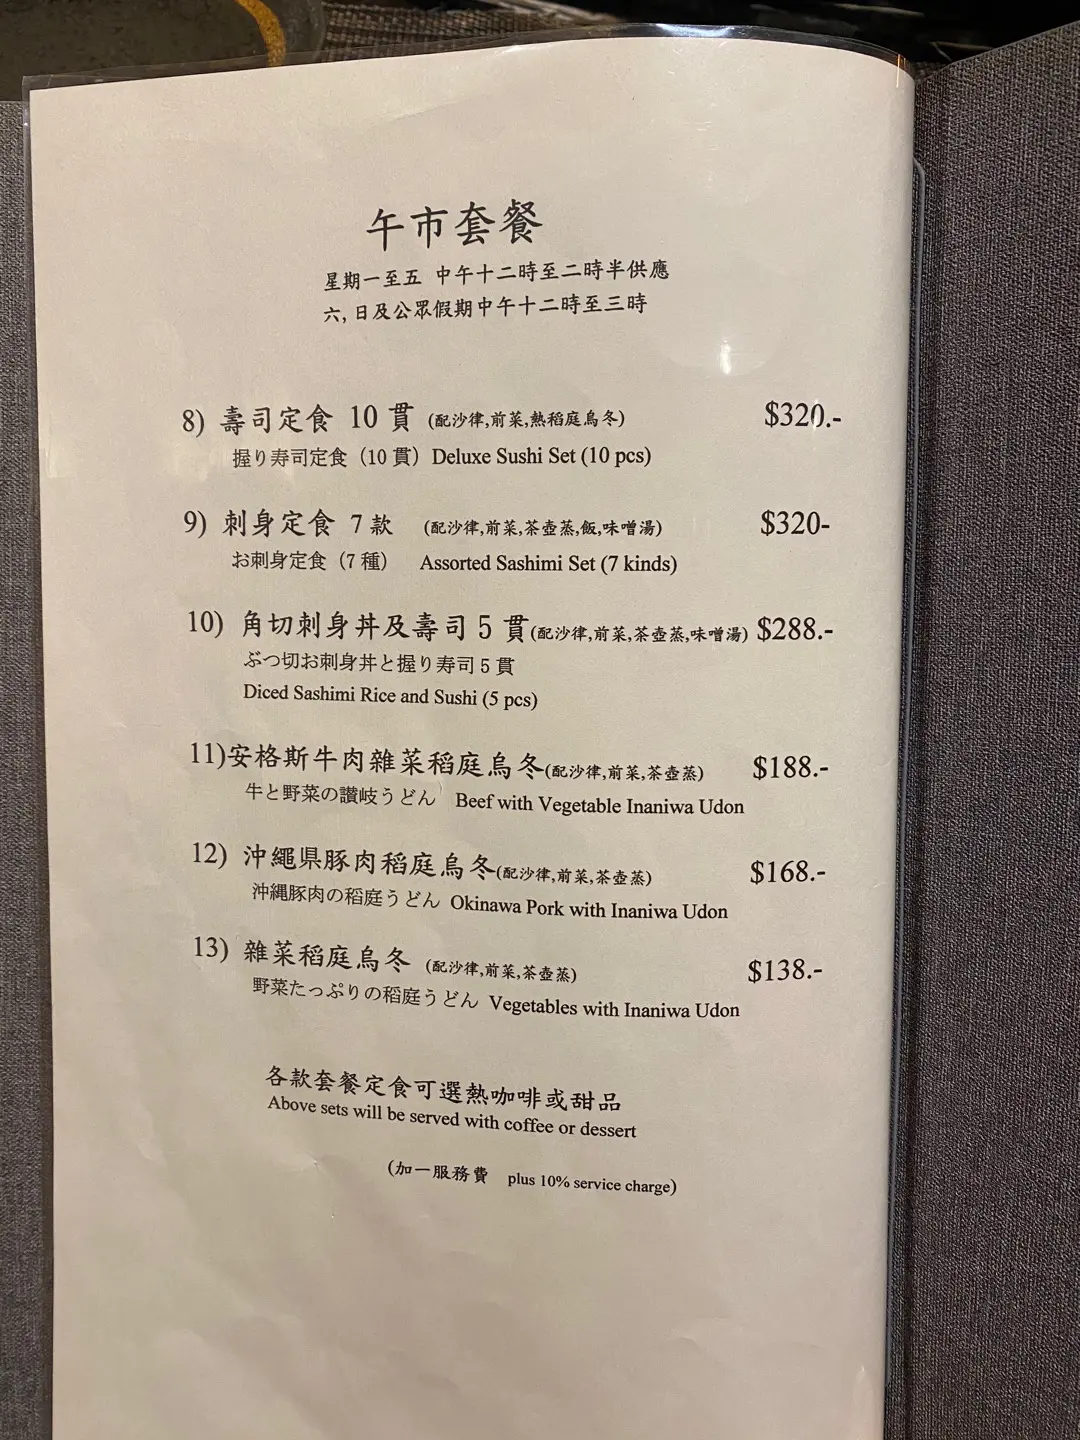 午市套餐
星期一至五 中午十二時至二時半供應
六, 日及公眾假期中午十二時至三時
8) 壽司定食 10 貫 (配沙律,前菜,熱稻庭烏冬) $320.-
握り寿司定食（10 貫）Deluxe Sushi Set (10 pcs)
9) 刺身定食 7 款 (配沙律,前菜,茶壺蒸,飯,味噌湯) $320-
お刺身定食（7 種） Assorted Sashimi Set (7 kinds)
10) 角切刺身丼及壽司 5 貫(配沙律,前菜,茶壺蒸,味噌湯) $288.-
ぶつ切お刺身丼と握り寿司 5 貫
Diced Sashimi Rice and Sushi (5 pcs)
11)安格斯牛肉雜菜稻庭烏冬(配沙律,前菜,茶壺蒸) $188.-
牛と野菜の讃岐うどん Beef with Vegetable Inaniwa Udon
12) 沖繩県豚肉稻庭烏冬(配沙律,前菜,茶壺蒸) $168.-
沖縄豚肉の稲庭うどん Okinawa Pork with Inaniwa Udon
13) 雜菜稻庭烏冬 (配沙律,前菜,茶壺蒸) $138.-
野菜たっぷりの稲庭うどん Vegetables with Inaniwa Udon
各款套餐定食可選熱咖啡或甜品
Above sets will be served with coffee or dessert
(加一服務費 plus 10% service charge)